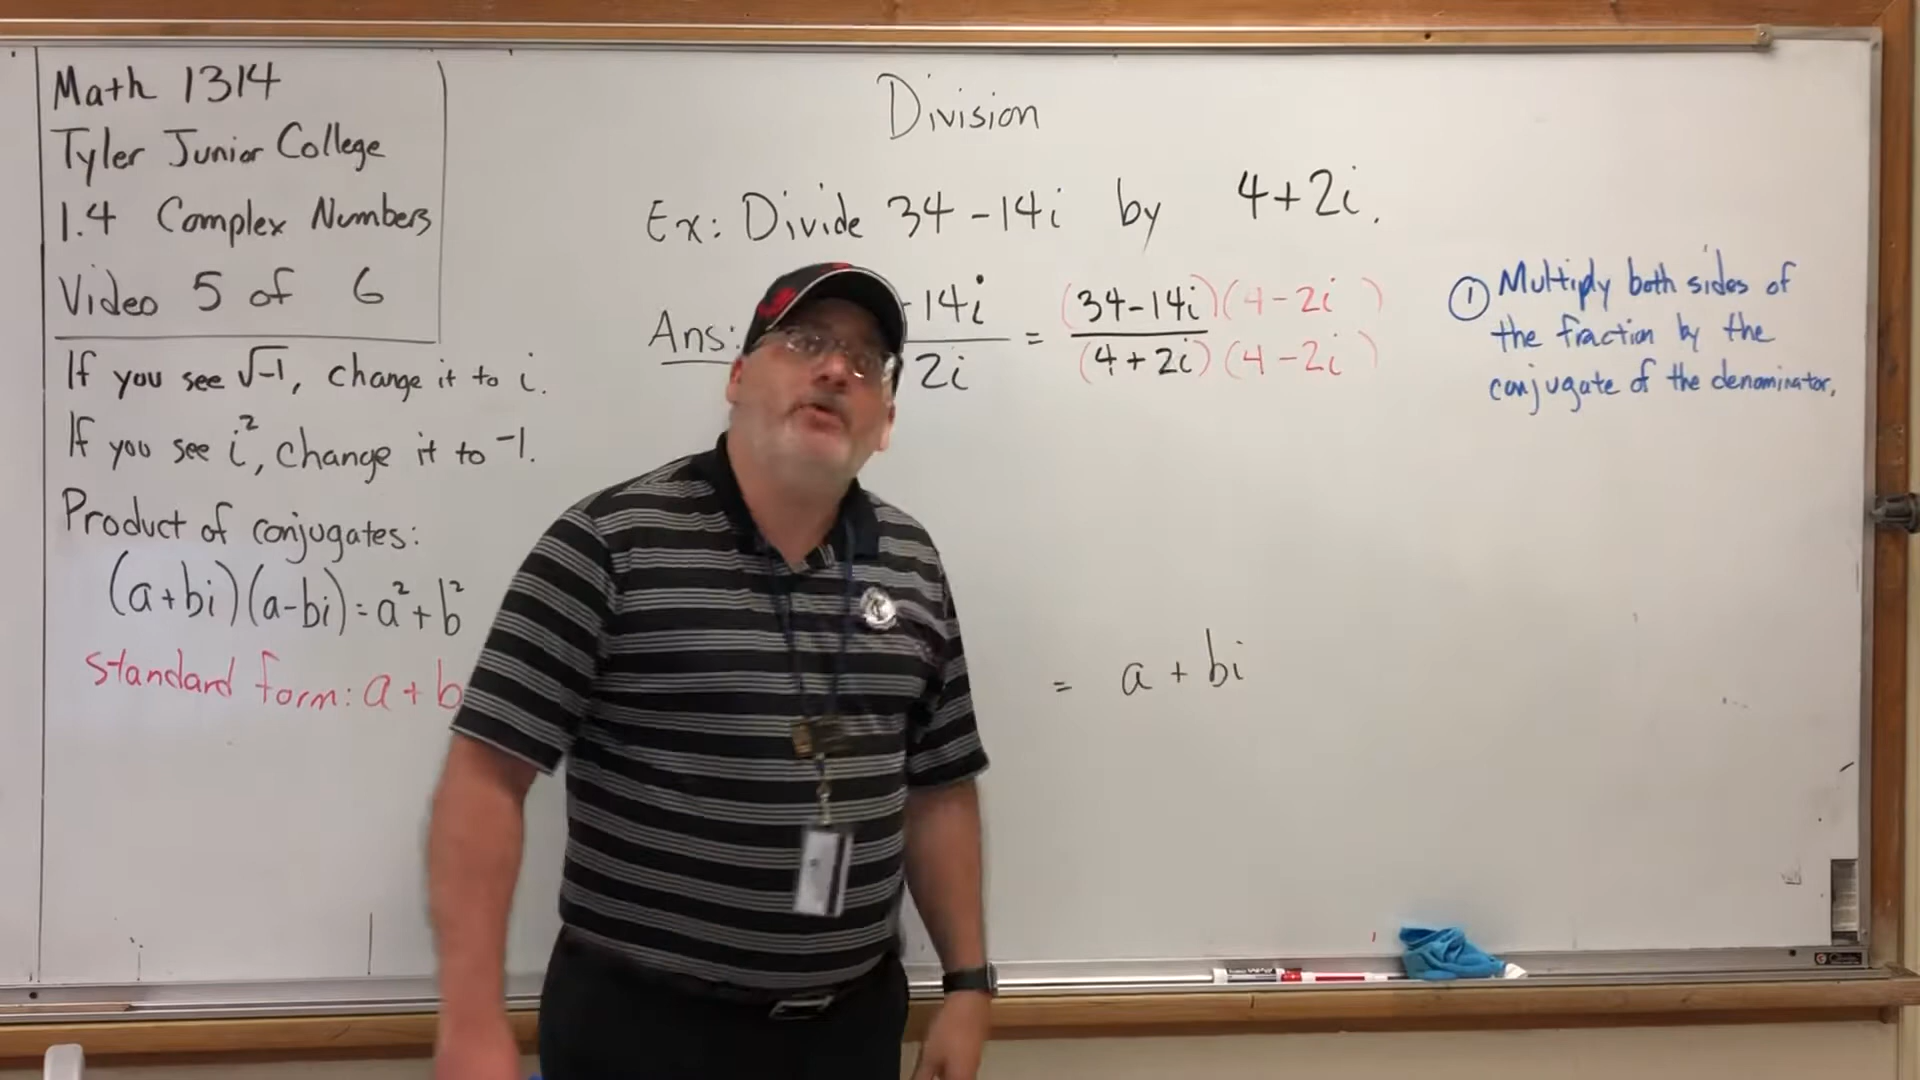 Math 1314
Tyler Junior College
1.4 Complex Numbers
Video 5 of 6
If you see √-1, change it to i.
If you see i², change it to -1.
Product of conjugates:
(a+bi)(a-bi)=a²+b²
Standard form: a+b
Division
Ex: Divide 34-14i by 4+2i.
Ans:
-14i
2i
=
(34-14i)(4-2i)
(4+2i)(4-2i)
= a + bi
① Multiply both sides of
the fraction by the
conjugate of the denominator.